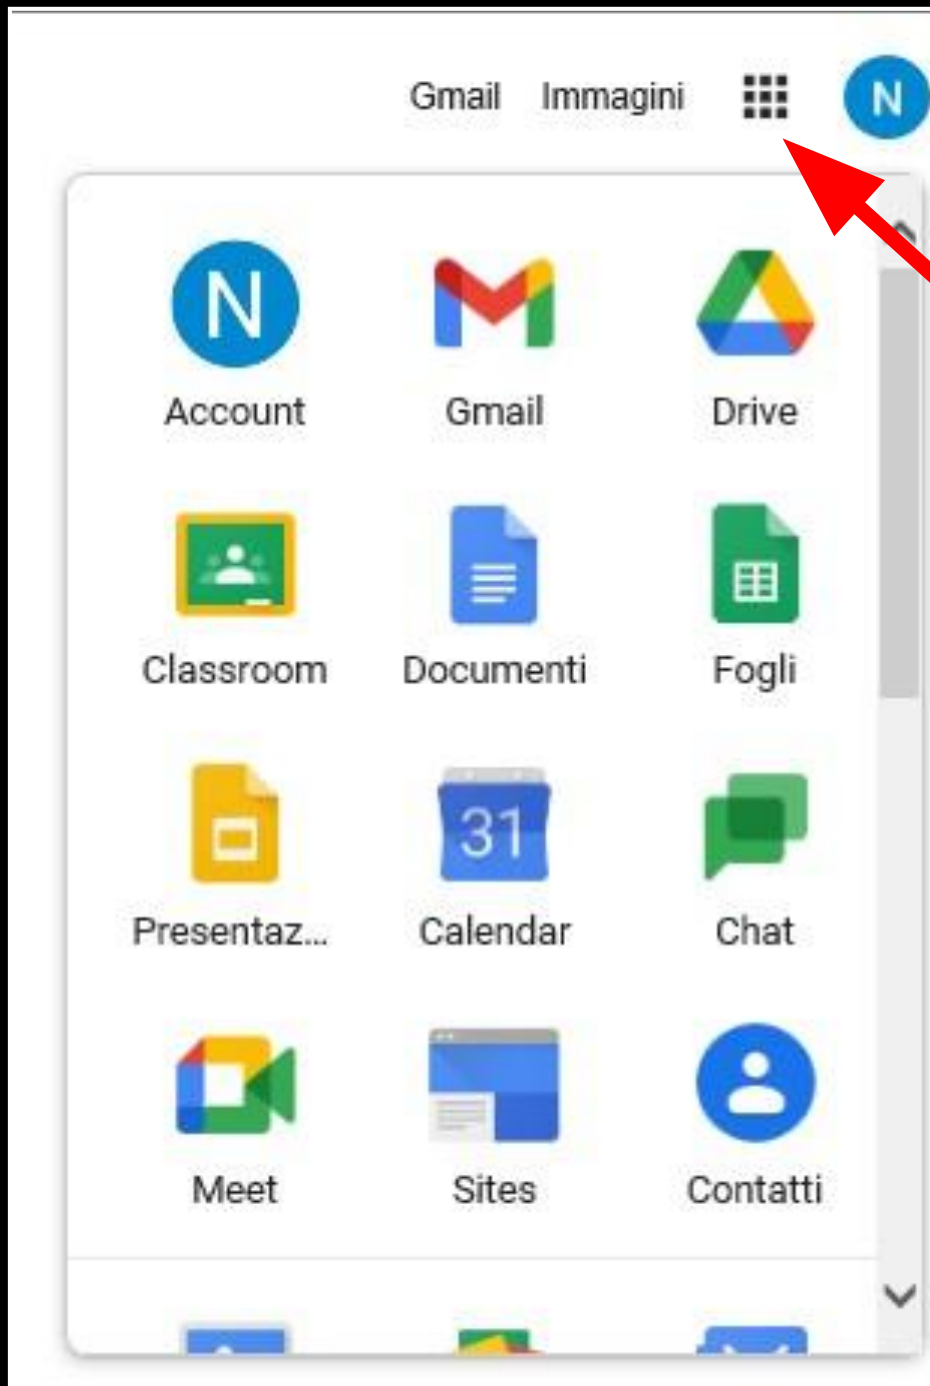 Gmail Immagini N
N
Account Gmail Drive
Classroom Documenti Fogli
31
Presentaz... Calendar Chat
Meet Sites Contatti